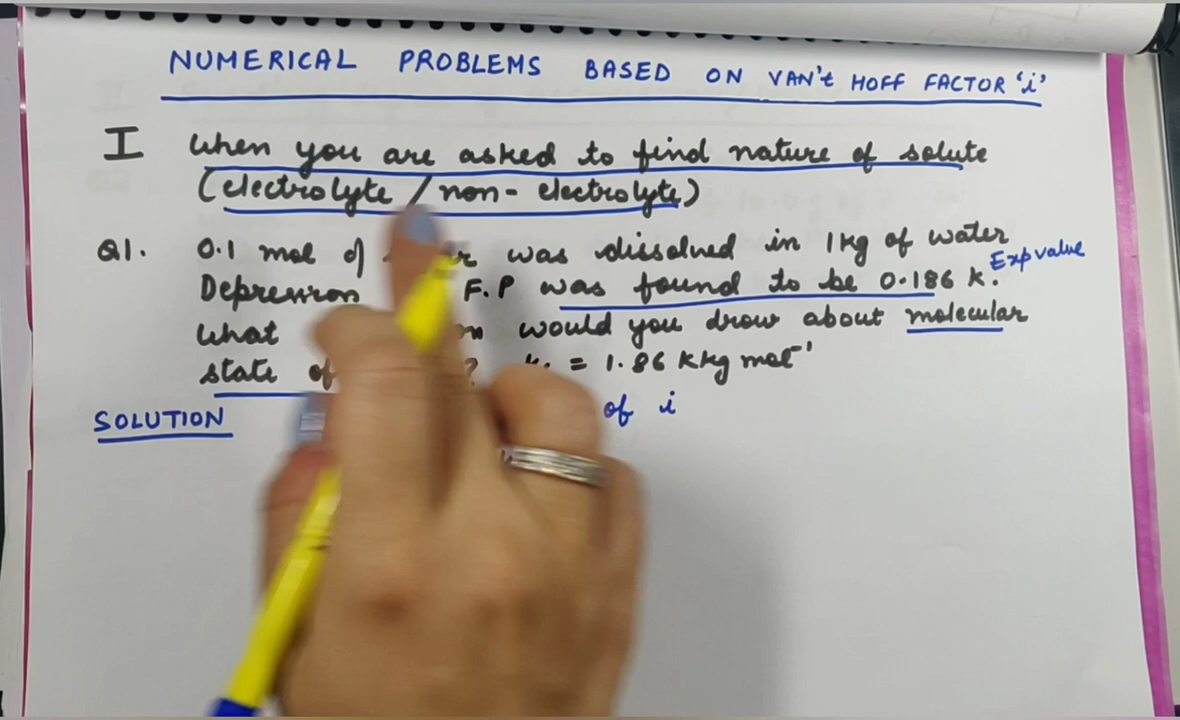 NUMERICAL PROBLEMS BASED ON VAN't HOFF FACTOR 'i'
I When you are asked to find nature of solute
(electrolyte / non-electrolyte)
Q1. 0.1 mol of was dissolved in 1kg of water
Depression F.P was found to be 0.186 K. Exp value
What would you draw about molecular
state of ? = 1.86 K kg mol⁻¹
SOLUTION of i